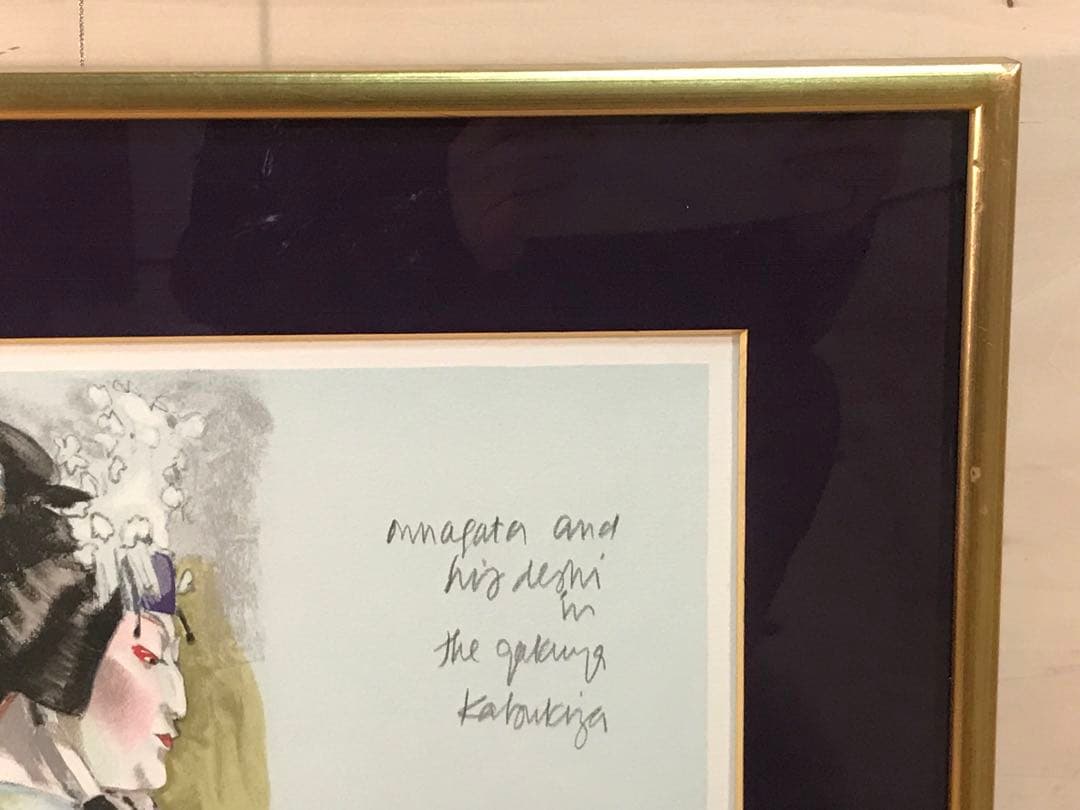 onnagata and
his deshi
in
the gakuya
Kabukiza